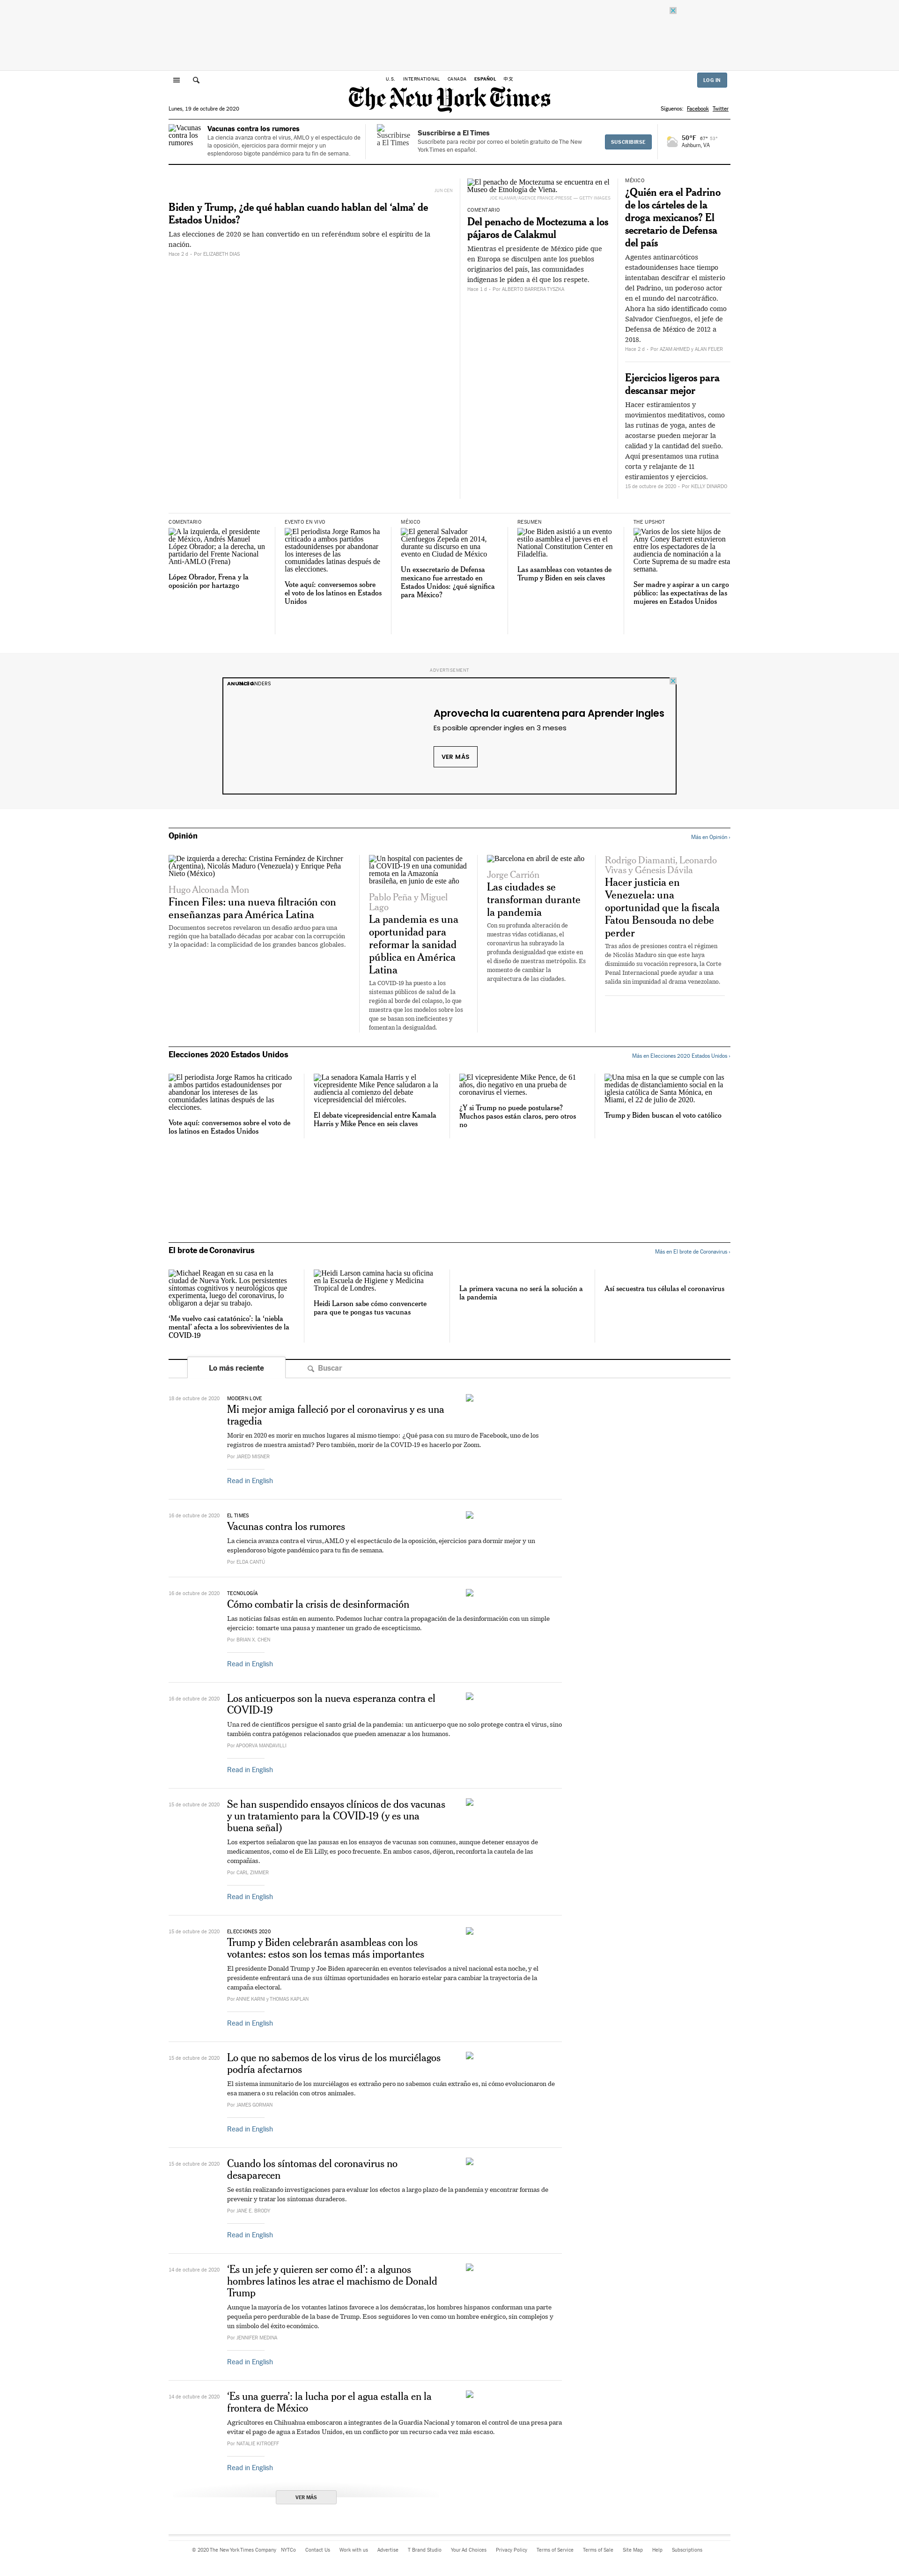 U.S. INTERNATIONAL CANADA ESPAÑOL 中文
LOG IN
The New York Times
Lunes, 19 de octubre de 2020
Síguenos: Facebook Twitter
Vacunas contra los rumores
Vacunas contra los rumores
La ciencia avanza contra el virus, AMLO y el espectáculo de
la oposición, ejercicios para dormir mejor y un
esplendoroso bigote pandémico para tu fin de semana.
Suscribirse a El Times
Suscribirse a El Times
Suscríbete para recibir por correo el boletín gratuito de The New
York Times en español.
SUSCRIBIRSE
50°F 67° 52°
Ashburn, VA
JUN CEN
Biden y Trump, ¿de qué hablan cuando hablan del ‘alma’ de
Estados Unidos?
Las elecciones de 2020 se han convertido en un referéndum sobre el espíritu de la
nación.
Hace 2 d • Por ELIZABETH DIAS
El penacho de Moctezuma se encuentra en el
Museo de Etnología de Viena.
JOE KLAMAR/AGENCE FRANCE-PRESSE — GETTY IMAGES
COMENTARIO
Del penacho de Moctezuma a los
pájaros de Calakmul
Mientras el presidente de México pide que
en Europa se disculpen ante los pueblos
originarios del país, las comunidades
indígenas le piden a él que los respete.
Hace 1 d • Por ALBERTO BARRERA TYSZKA
MÉXICO
¿Quién era el Padrino
de los cárteles de la
droga mexicanos? El
secretario de Defensa
del país
Agentes antinarcóticos
estadounidenses hace tiempo
intentaban descifrar el misterio
del Padrino, un poderoso actor
en el mundo del narcotráfico.
Ahora ha sido identificado como
Salvador Cienfuegos, el jefe de
Defensa de México de 2012 a
2018.
Hace 2 d • Por AZAM AHMED y ALAN FEUER
Ejercicios ligeros para
descansar mejor
Hacer estiramientos y
movimientos meditativos, como
las rutinas de yoga, antes de
acostarse pueden mejorar la
calidad y la cantidad del sueño.
Aquí presentamos una rutina
corta y relajante de 11
estiramientos y ejercicios.
15 de octubre de 2020 • Por KELLY DINARDO
COMENTARIO
A la izquierda, el presidente
de México, Andrés Manuel
López Obrador; a la derecha, un
partidario del Frente Nacional
Anti-AMLO (Frena)
López Obrador, Frena y la
oposición por hartazgo
EVENTO EN VIVO
El periodista Jorge Ramos ha
criticado a ambos partidos
estadounidenses por abandonar
los intereses de las
comunidades latinas después de
las elecciones.
Vote aquí: conversemos sobre
el voto de los latinos en Estados
Unidos
MÉXICO
El general Salvador
Cienfuegos Zepeda en 2014,
durante su discurso en una
evento en Ciudad de México
Un exsecretario de Defensa
mexicano fue arrestado en
Estados Unidos: ¿qué significa
para México?
RESUMEN
Joe Biden asistió a un evento
estilo asamblea el jueves en el
National Constitution Center en
Filadelfia.
Las asambleas con votantes de
Trump y Biden en seis claves
THE UPSHOT
Varios de los siete hijos de
Amy Coney Barrett estuvieron
entre los espectadores de la
audiencia de nominación a la
Corte Suprema de su madre esta
semana.
Ser madre y aspirar a un cargo
público: las expectativas de las
mujeres en Estados Unidos
ADVERTISEMENT
ANUNCIO
Aprovecha la cuarentena para Aprender Ingles
Es posible aprender ingles en 3 meses
VER MÁS
Opinión
Más en Opinión ›
De izquierda a derecha: Cristina Fernández de Kirchner
(Argentina), Nicolás Maduro (Venezuela) y Enrique Peña
Nieto (México)
Hugo Alconada Mon
Fincen Files: una nueva filtración con
enseñanzas para América Latina
Documentos secretos revelaron un desafío arduo para una
región que ha batallado décadas por acabar con la corrupción
y la opacidad: la complicidad de los grandes bancos globales.
Un hospital con pacientes de
la COVID-19 en una comunidad
remota en la Amazonía
brasileña, en junio de este año
Pablo Peña y Miguel
Lago
La pandemia es una
oportunidad para
reformar la sanidad
pública en América
Latina
La COVID-19 ha puesto a los
sistemas públicos de salud de la
región al borde del colapso, lo que
muestra que los modelos sobre los
que se basan son ineficientes y
fomentan la desigualdad.
Barcelona en abril de este año
Jorge Carrión
Las ciudades se
transforman durante
la pandemia
Con su profunda alteración de
nuestras vidas cotidianas, el
coronavirus ha subrayado la
profunda desigualdad que existe en
el diseño de nuestras metrópolis. Es
momento de cambiar la
arquitectura de las ciudades.
Rodrigo Diamanti, Leonardo
Vivas y Génesis Dávila
Hacer justicia en
Venezuela: una
oportunidad que la fiscala
Fatou Bensouda no debe
perder
Tras años de presiones contra el régimen
de Nicolás Maduro sin que este haya
disminuido su vocación represora, la Corte
Penal Internacional puede ayudar a una
salida sin impunidad al drama venezolano.
Elecciones 2020 Estados Unidos
Más en Elecciones 2020 Estados Unidos ›
El periodista Jorge Ramos ha criticado
a ambos partidos estadounidenses por
abandonar los intereses de las
comunidades latinas después de las
elecciones.
Vote aquí: conversemos sobre el voto de
los latinos en Estados Unidos
La senadora Kamala Harris y el
vicepresidente Mike Pence saludaron a la
audiencia al comienzo del debate
vicepresidencial del miércoles.
El debate vicepresidencial entre Kamala
Harris y Mike Pence en seis claves
El vicepresidente Mike Pence, de 61
años, dio negativo en una prueba de
coronavirus el viernes.
¿Y si Trump no puede postularse?
Muchos pasos están claros, pero otros
no
Una misa en la que se cumple con las
medidas de distanciamiento social en la
iglesia católica de Santa Mónica, en
Miami, el 22 de julio de 2020.
Trump y Biden buscan el voto católico
El brote de Coronavirus
Más en El brote de Coronavirus ›
Michael Reagan en su casa en la
ciudad de Nueva York. Los persistentes
síntomas cognitivos y neurológicos que
experimenta, luego del coronavirus, lo
obligaron a dejar su trabajo.
‘Me vuelvo casi catatónico’: la ‘niebla
mental’ afecta a los sobrevivientes de la
COVID-19
Heidi Larson camina hacia su oficina
en la Escuela de Higiene y Medicina
Tropical de Londres.
Heidi Larson sabe cómo convencerte
para que te pongas tus vacunas
La primera vacuna no será la solución a
la pandemia
Así secuestra tus células el coronavirus
Lo más reciente
Buscar
18 de octubre de 2020
MODERN LOVE
Mi mejor amiga falleció por el coronavirus y es una
tragedia
Morir en 2020 es morir en muchos lugares al mismo tiempo: ¿Qué pasa con su muro de Facebook, uno de los
registros de nuestra amistad? Pero también, morir de la COVID-19 es hacerlo por Zoom.
Por JARED MISNER
Read in English
16 de octubre de 2020
EL TIMES
Vacunas contra los rumores
La ciencia avanza contra el virus, AMLO y el espectáculo de la oposición, ejercicios para dormir mejor y un
esplendoroso bigote pandémico para tu fin de semana.
Por ELDA CANTÚ
16 de octubre de 2020
TECNOLOGÍA
Cómo combatir la crisis de desinformación
Las noticias falsas están en aumento. Podemos luchar contra la propagación de la desinformación con un simple
ejercicio: tomarte una pausa y mantener un grado de escepticismo.
Por BRIAN X. CHEN
Read in English
16 de octubre de 2020
Los anticuerpos son la nueva esperanza contra el
COVID-19
Una red de científicos persigue el santo grial de la pandemia: un anticuerpo que no solo protege contra el virus, sino
también contra patógenos relacionados que pueden amenazar a los humanos.
Por APOORVA MANDAVILLI
Read in English
15 de octubre de 2020
Se han suspendido ensayos clínicos de dos vacunas
y un tratamiento para la COVID-19 (y es una
buena señal)
Los expertos señalaron que las pausas en los ensayos de vacunas son comunes, aunque detener ensayos de
medicamentos, como el de Eli Lilly, es poco frecuente. En ambos casos, dijeron, reconforta la cautela de las
compañías.
Por CARL ZIMMER
Read in English
15 de octubre de 2020
ELECCIONES 2020
Trump y Biden celebrarán asambleas con los
votantes: estos son los temas más importantes
El presidente Donald Trump y Joe Biden aparecerán en eventos televisados a nivel nacional esta noche, y el
presidente enfrentará una de sus últimas oportunidades en horario estelar para cambiar la trayectoria de la
campaña electoral.
Por ANNIE KARNI y THOMAS KAPLAN
Read in English
15 de octubre de 2020
Lo que no sabemos de los virus de los murciélagos
podría afectarnos
El sistema inmunitario de los murciélagos es extraño pero no sabemos cuán extraño es, ni cómo evolucionaron de
esa manera o su relación con otros animales.
Por JAMES GORMAN
Read in English
15 de octubre de 2020
Cuando los síntomas del coronavirus no
desaparecen
Se están realizando investigaciones para evaluar los efectos a largo plazo de la pandemia y encontrar formas de
prevenir y tratar los síntomas duraderos.
Por JANE E. BRODY
Read in English
14 de octubre de 2020
‘Es un jefe y quieren ser como él’: a algunos
hombres latinos les atrae el machismo de Donald
Trump
Aunque la mayoría de los votantes latinos favorece a los demócratas, los hombres hispanos conforman una parte
pequeña pero perdurable de la base de Trump. Esos seguidores lo ven como un hombre enérgico, sin complejos y
un símbolo del éxito económico.
Por JENNIFER MEDINA
Read in English
14 de octubre de 2020
‘Es una guerra’: la lucha por el agua estalla en la
frontera de México
Agricultores en Chihuahua emboscaron a integrantes de la Guardia Nacional y tomaron el control de una presa para
evitar el pago de agua a Estados Unidos, en un conflicto por un recurso cada vez más escaso.
Por NATALIE KITROEFF
Read in English
VER MÁS
© 2020 The New York Times Company NYTCo Contact Us Work with us Advertise T Brand Studio Your Ad Choices Privacy Policy Terms of Service Terms of Sale Site Map Help Subscriptions